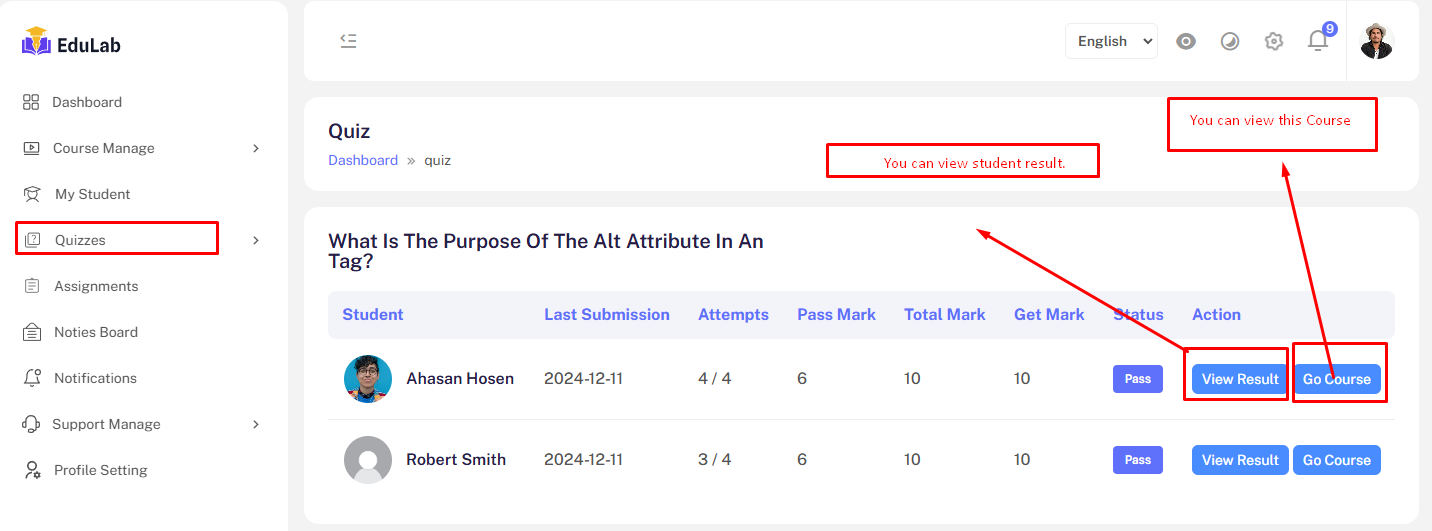 EduLab
English
9
Dashboard
Course Manage
My Student
Quizzes
Assignments
Noties Board
Notifications
Support Manage
Profile Setting
Quiz
Dashboard » quiz
You can view student result.
You can view this Course
What Is The Purpose Of The Alt Attribute In An
Tag?
Student Last Submission Attempts Pass Mark Total Mark Get Mark Status Action
Ahasan Hosen 2024-12-11 4 / 4 6 10 10 Pass View Result Go Course
Robert Smith 2024-12-11 3 / 4 6 10 10 Pass View Result Go Course